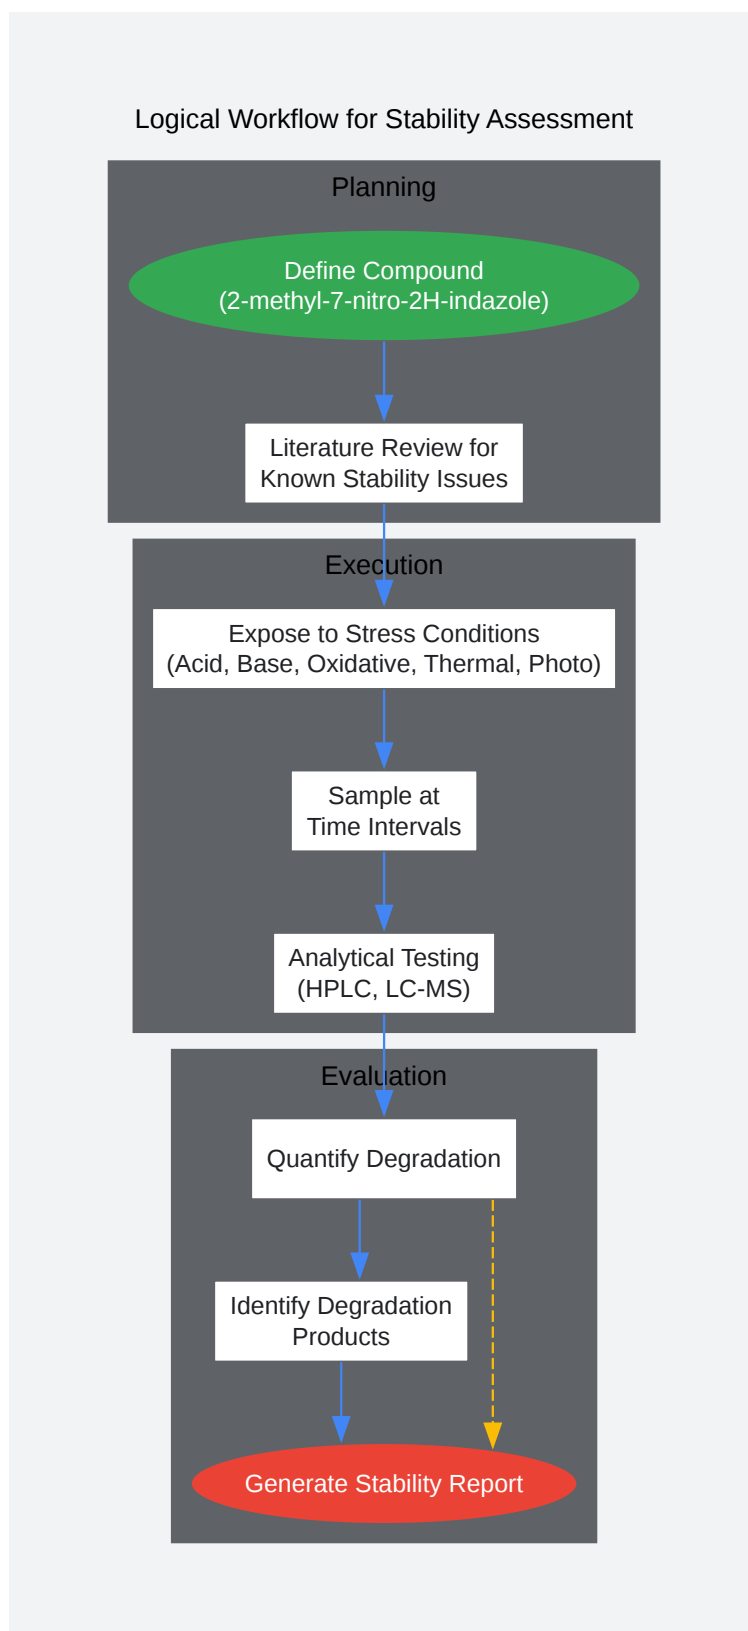 Logical Workflow for Stability Assessment
Planning
Define Compound
(2-methyl-7-nitro-2H-indazole)
Literature Review for
Known Stability Issues
Execution
Expose to Stress Conditions
(Acid, Base, Oxidative, Thermal, Photo)
Sample at
Time Intervals
Analytical Testing
(HPLC, LC-MS)
Evaluation
Quantify Degradation
Identify Degradation
Products
Generate Stability Report